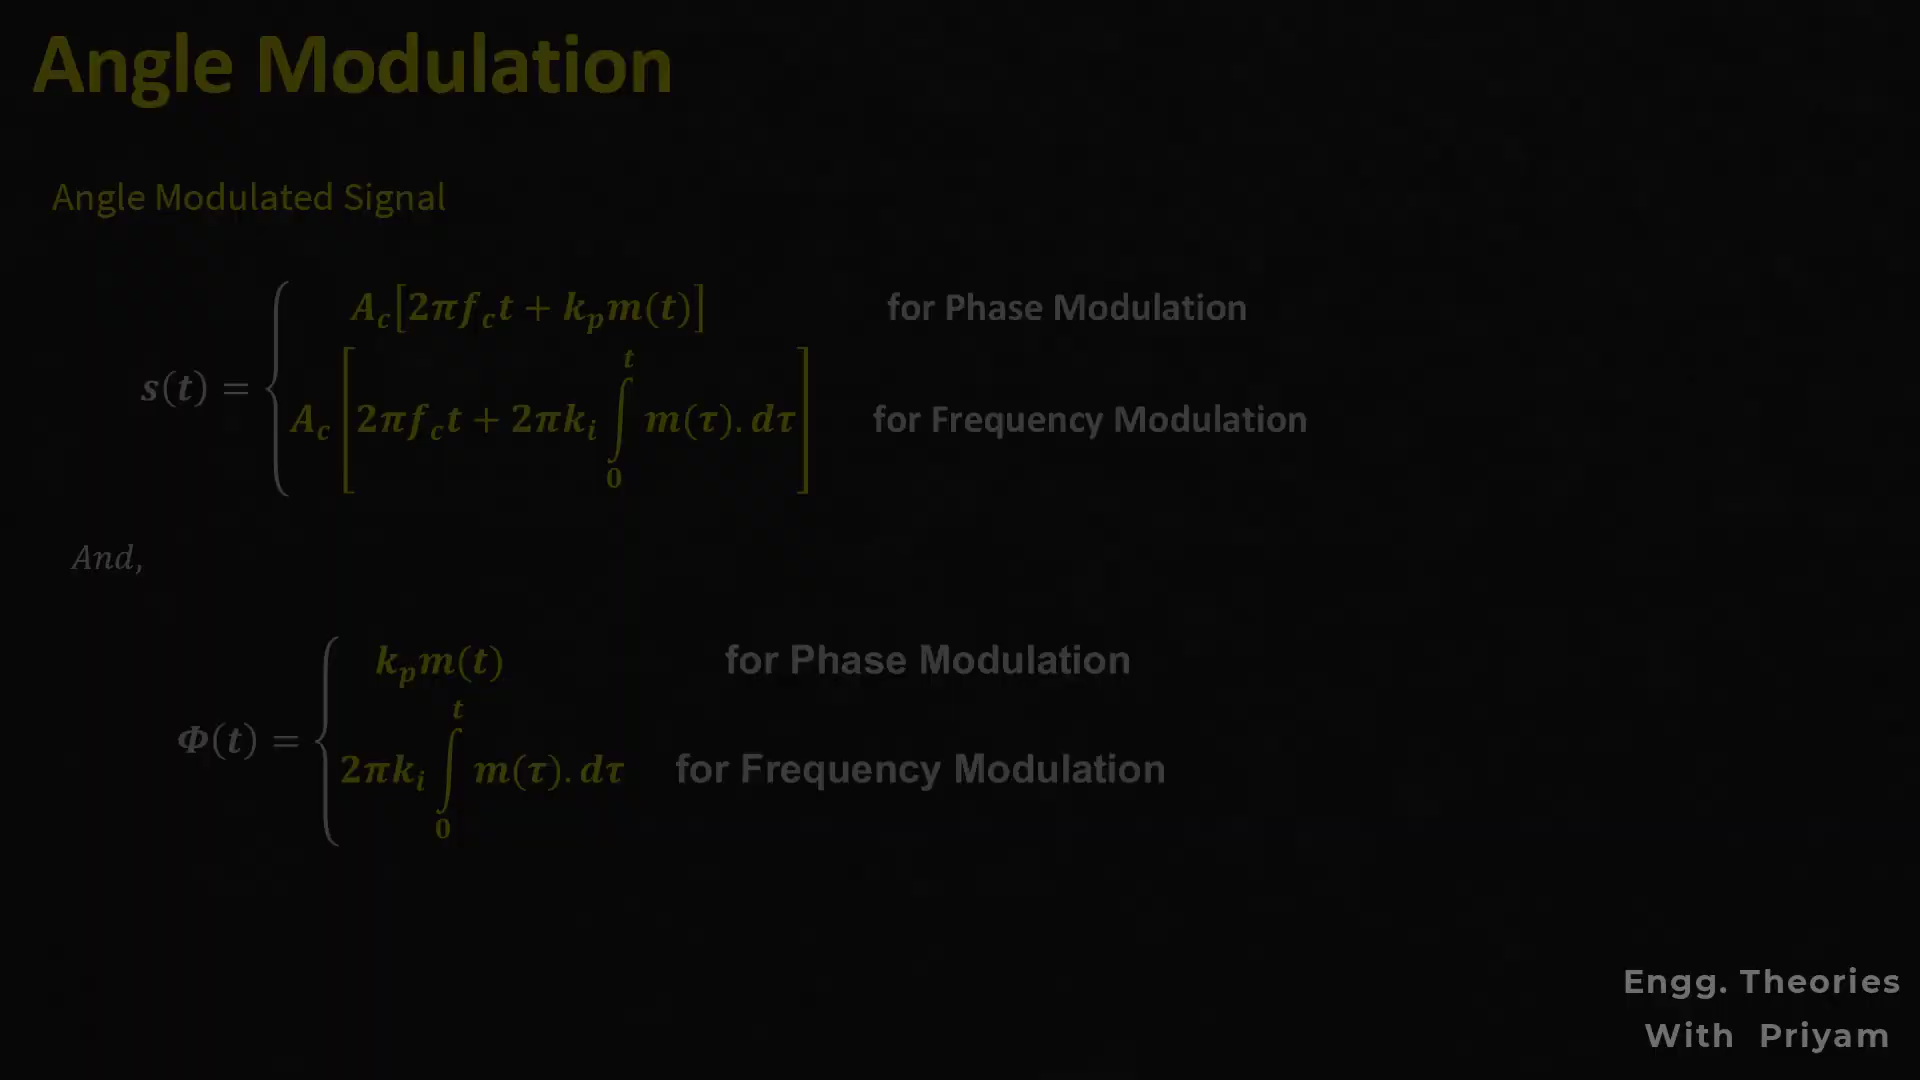 Angle Modulation
Angle Modulated Signal
s(t) = { A_c[2πf_c t + k_p m(t)] for Phase Modulation
A_c[2πf_c t + 2πk_i ∫_0^t m(τ). dτ] for Frequency Modulation
And,
Φ(t) = { k_p m(t) for Phase Modulation
2πk_i ∫_0^t m(τ). dτ for Frequency Modulation
Engg. Theories
With Priyam